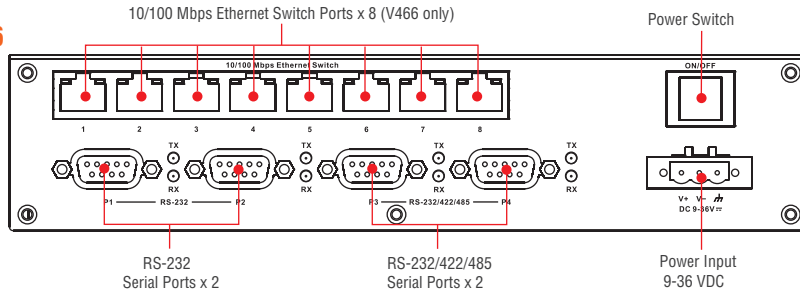 10/100 Mbps Ethernet Switch Ports x 8 (V466 only)
Power Switch
6
10/100 Mbps Ethernet Switch
ON/OFF
1 2 3 4 5 6 7 8
TX TX TX TX
RX RX RX RX
P1 RS-232 P2 P3 RS-232/422/485 P4
V+ V-
DC 9-36V
RS-232
Serial Ports x 2
RS-232/422/485
Serial Ports x 2
Power Input
9-36 VDC